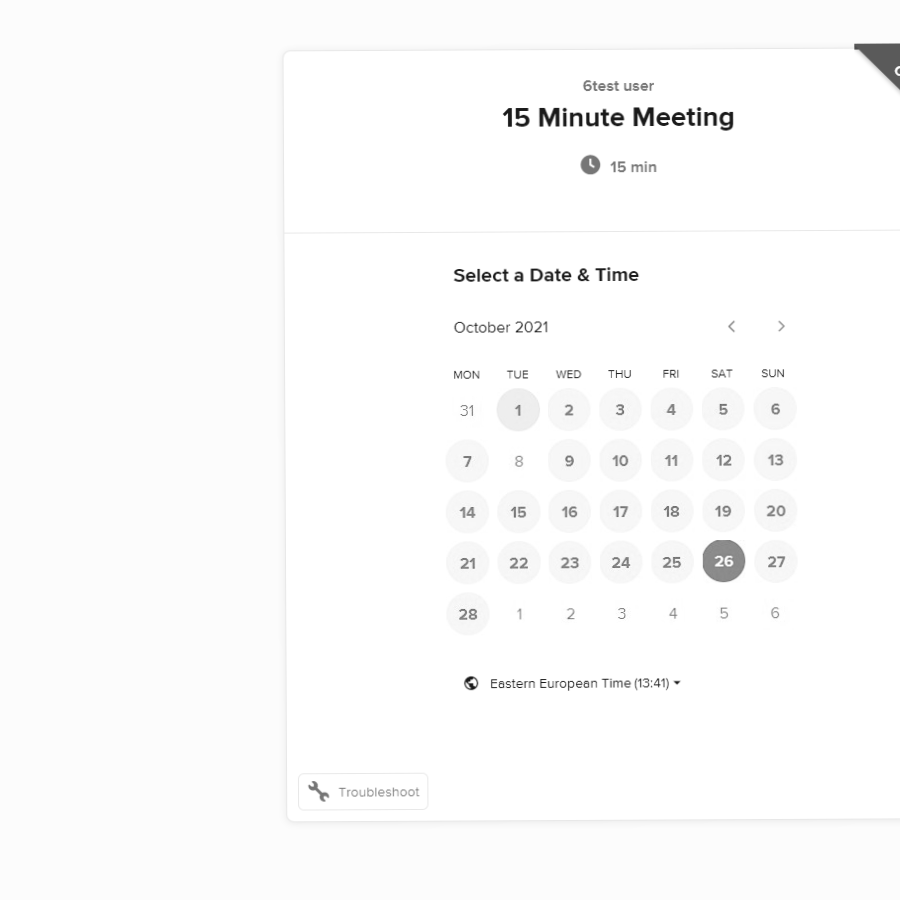 6test user
15 Minute Meeting
15 min
Select a Date & Time
October 2021
MON TUE WED THU FRI SAT SUN
31 1 2 3 4 5 6
7 8 9 10 11 12 13
14 15 16 17 18 19 20
21 22 23 24 25 26 27
28 1 2 3 4 5 6
Eastern European Time (13:41)
Troubleshoot